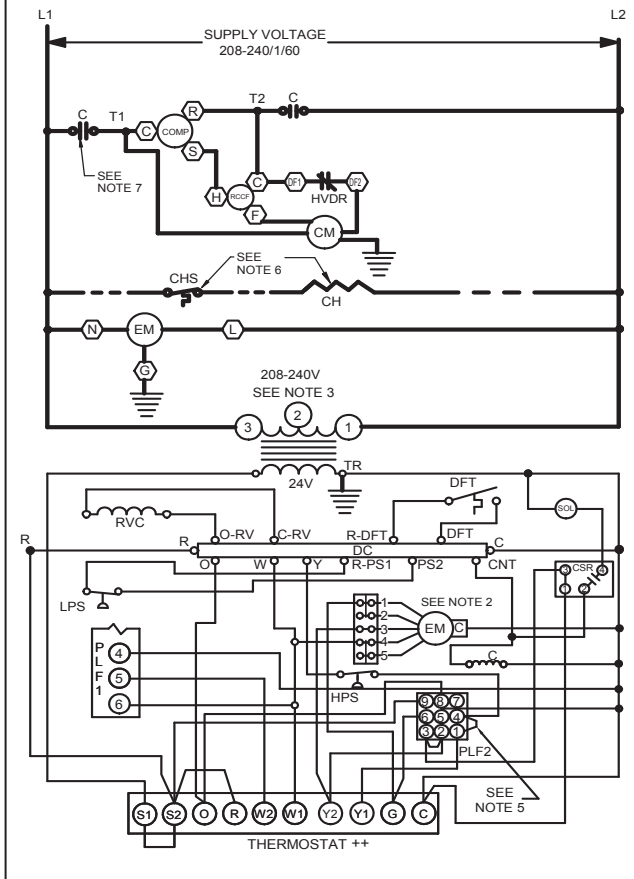 L1
L2
SUPPLY VOLTAGE
208-240/1/60
C
T1
T2
C
C
COMP
R
S
SEE
NOTE 7
H
RCCF
C
F
DF1
HVDR
DF2
CM
SEE
NOTE 6
CHS
CH
N
EM
L
G
208-240V
SEE NOTE 3
3
2
1
TR
24V
DFT
SOL
RVC
R
O-RV
C-RV
R-DFT
DFT
R
DC
C
O
W
Y
R-PS1
PS2
CNT
3
CSR
4
1
2
LPS
1
2
3
4
5
SEE NOTE 2
EM
C
C
P
L
F
1
4
5
6
HPS
9
8
7
6
5
4
3
2
1
PLF2
SEE
NOTE 5
S1
S2
O
R
W2
W1
Y2
Y1
G
C
THERMOSTAT ++